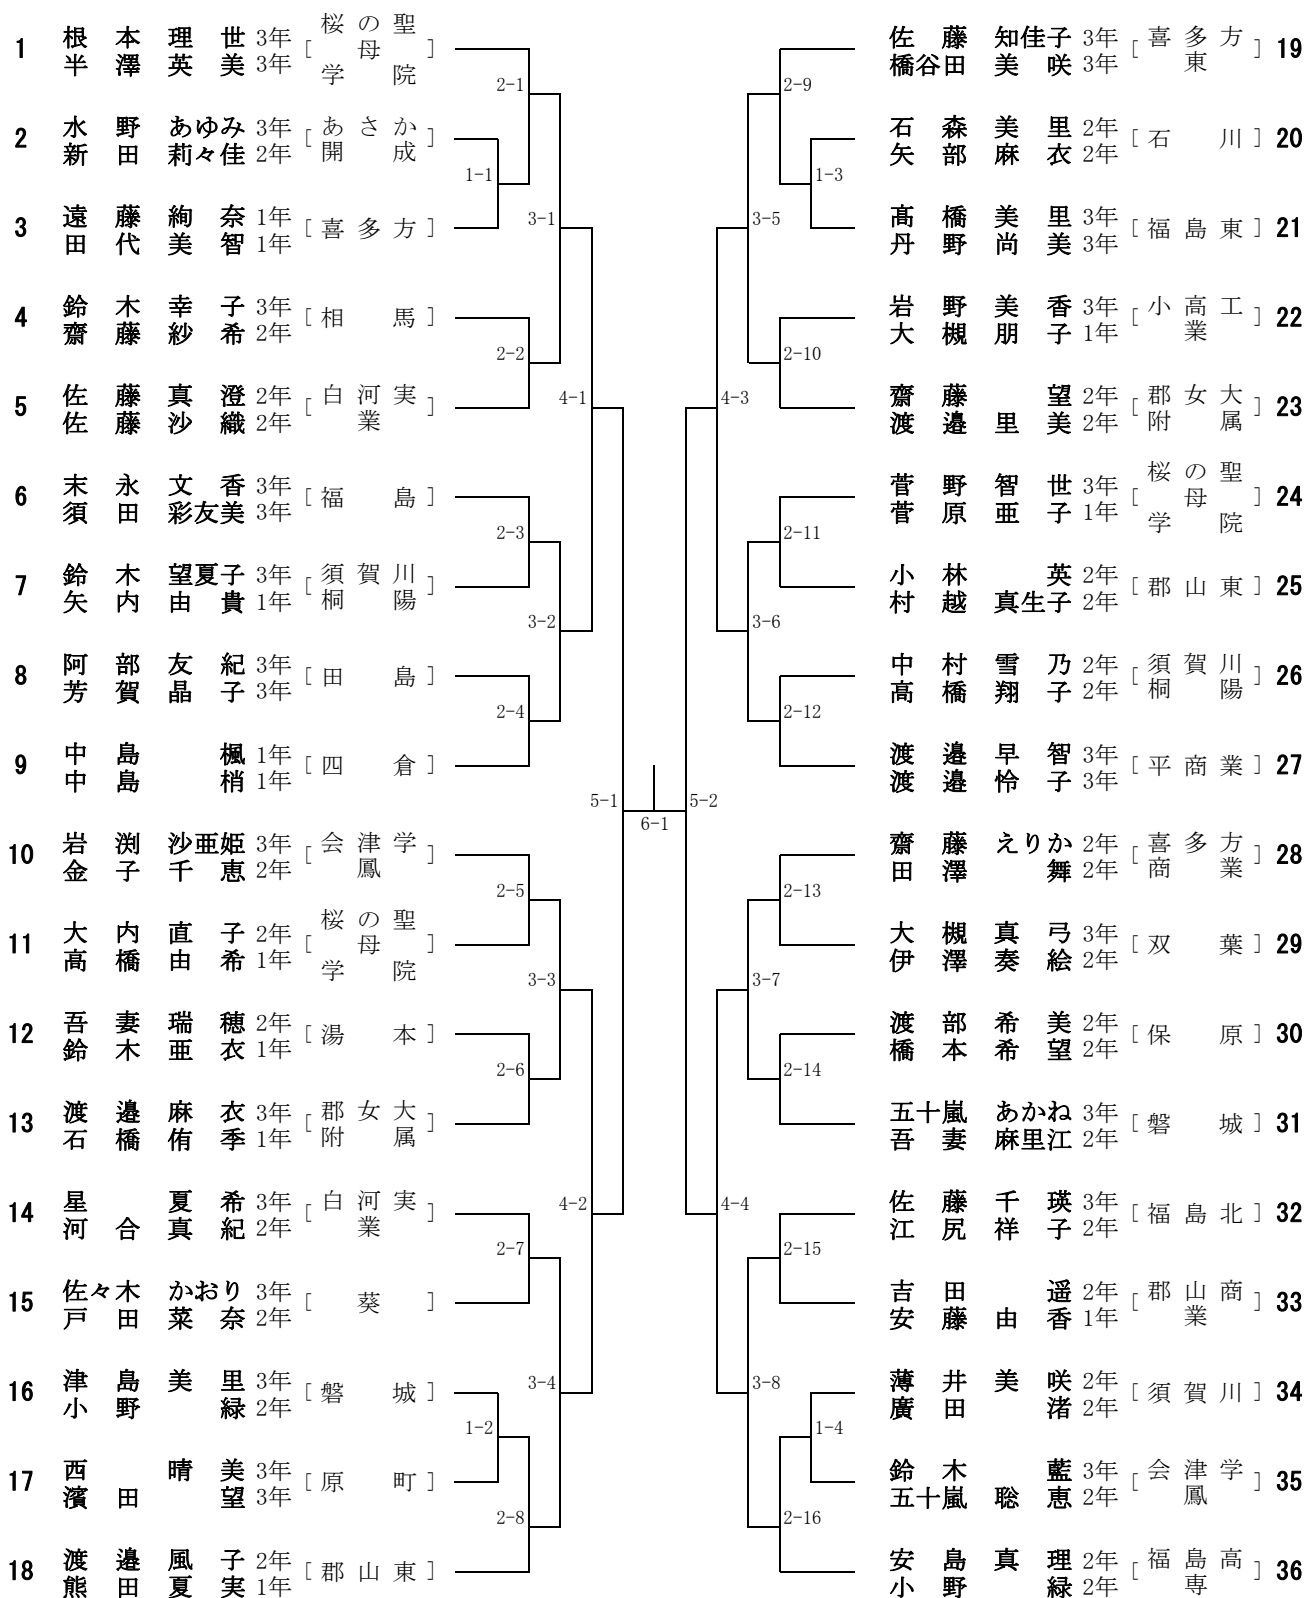 1 根本理世 3年 [桜の聖母学院]
半澤英美 3年
2 水野あゆみ 3年 [あさか開成]
新田莉々佳 2年
3 遠藤絢奈 1年 [喜多方]
田代美智 1年
4 鈴木幸子 3年 [相馬]
齋藤紗希 2年
5 佐藤真澄 2年 [白河実業]
佐藤沙織 2年
6 末永文香 3年 [福島]
須田彩友美 3年
7 鈴木望夏子 3年 [須賀川桐陽]
矢内由貴 1年
8 阿部友紀 3年 [田島]
芳賀晶子 3年
9 中島楓 1年 [四倉]
中島梢 1年
10 岩渕沙亜姫 3年 [会津学鳳]
金子千恵 2年
11 大内直子 2年 [桜の聖母学院]
高橋由希 1年
12 吾妻瑞穂 2年 [湯本]
鈴木亜衣 1年
13 渡邉麻衣 3年 [郡女大附属]
石橋侑季 1年
14 星夏希 3年 [白河実業]
河合真紀 2年
15 佐々木かおり 3年 [葵]
戸田菜奈 2年
16 津島美里 3年 [磐城]
小野緑 2年
17 西晴美 3年 [原町]
濱田望 3年
18 渡邉風子 2年 [郡山東]
熊田夏実 1年
1-1
1-2
2-1
2-2
2-3
2-4
2-5
2-6
2-7
2-8
3-1
3-2
3-3
3-4
4-1
4-2
5-1
6-1
5-2
4-3
4-4
3-5
3-6
3-7
3-8
2-9
2-10
2-11
2-12
2-13
2-14
2-15
2-16
1-3
1-4
佐藤知佳子 3年 [喜多方東] 19
橋谷田美咲 3年
石森美里 2年 [石川] 20
矢部麻衣 2年
髙橋美里 3年 [福島東] 21
丹野尚美 3年
岩野美香 3年 [小高工業] 22
大槻朋子 1年
齋藤望 2年 [郡女大附属] 23
渡邉里美 2年
菅野智世 3年 [桜の聖母学院] 24
菅原亜子 1年
小林英 2年 [郡山東] 25
村越真生子 2年
中村雪乃 2年 [須賀川桐陽] 26
髙橋翔子 2年
渡邉早智 3年 [平商業] 27
渡邉怜子 3年
齋藤えりか 2年 [喜多方商業] 28
田澤舞 2年
大槻真弓 3年 [双葉] 29
伊澤奏絵 2年
渡部希美 2年 [保原] 30
橋本希望 2年
五十嵐あかね 3年 [磐城] 31
吾妻麻里江 2年
佐藤千瑛 3年 [福島北] 32
江尻祥子 2年
吉田遥 2年 [郡山商業] 33
安藤由香 1年
薄井美咲 2年 [須賀川] 34
廣田渚 2年
鈴木藍 3年 [会津学鳳] 35
五十嵐聡恵 2年
安島真理 2年 [福島高専] 36
小野緑 2年